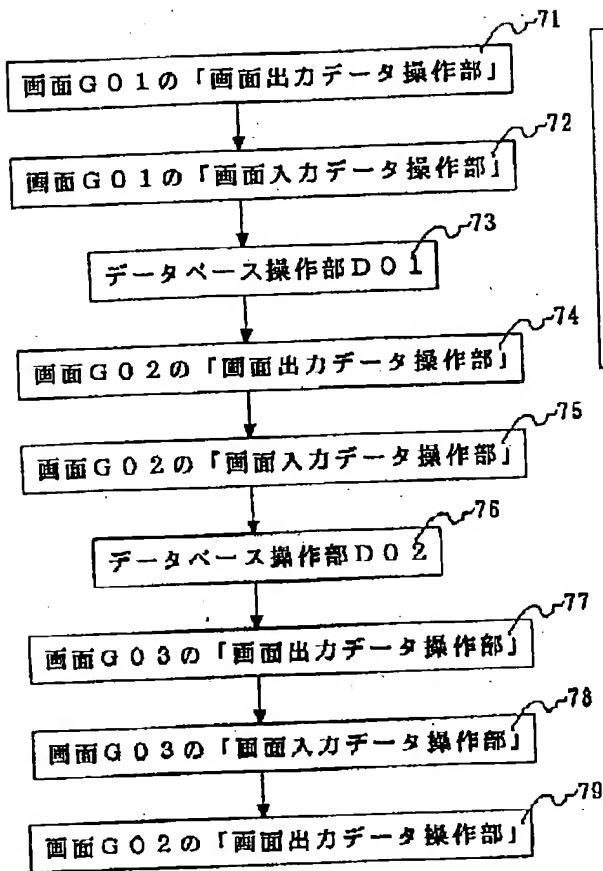 71
画面G01の「画面出力データ操作部」
72
画面G01の「画面入力データ操作部」
73
データベース操作部D01
74
画面G02の「画面出力データ操作部」
75
画面G02の「画面入力データ操作部」
76
データベース操作部D02
77
画面G03の「画面出力データ操作部」
78
画面G03の「画面入力データ操作部」
79
画面G02の「画面出力データ操作部」